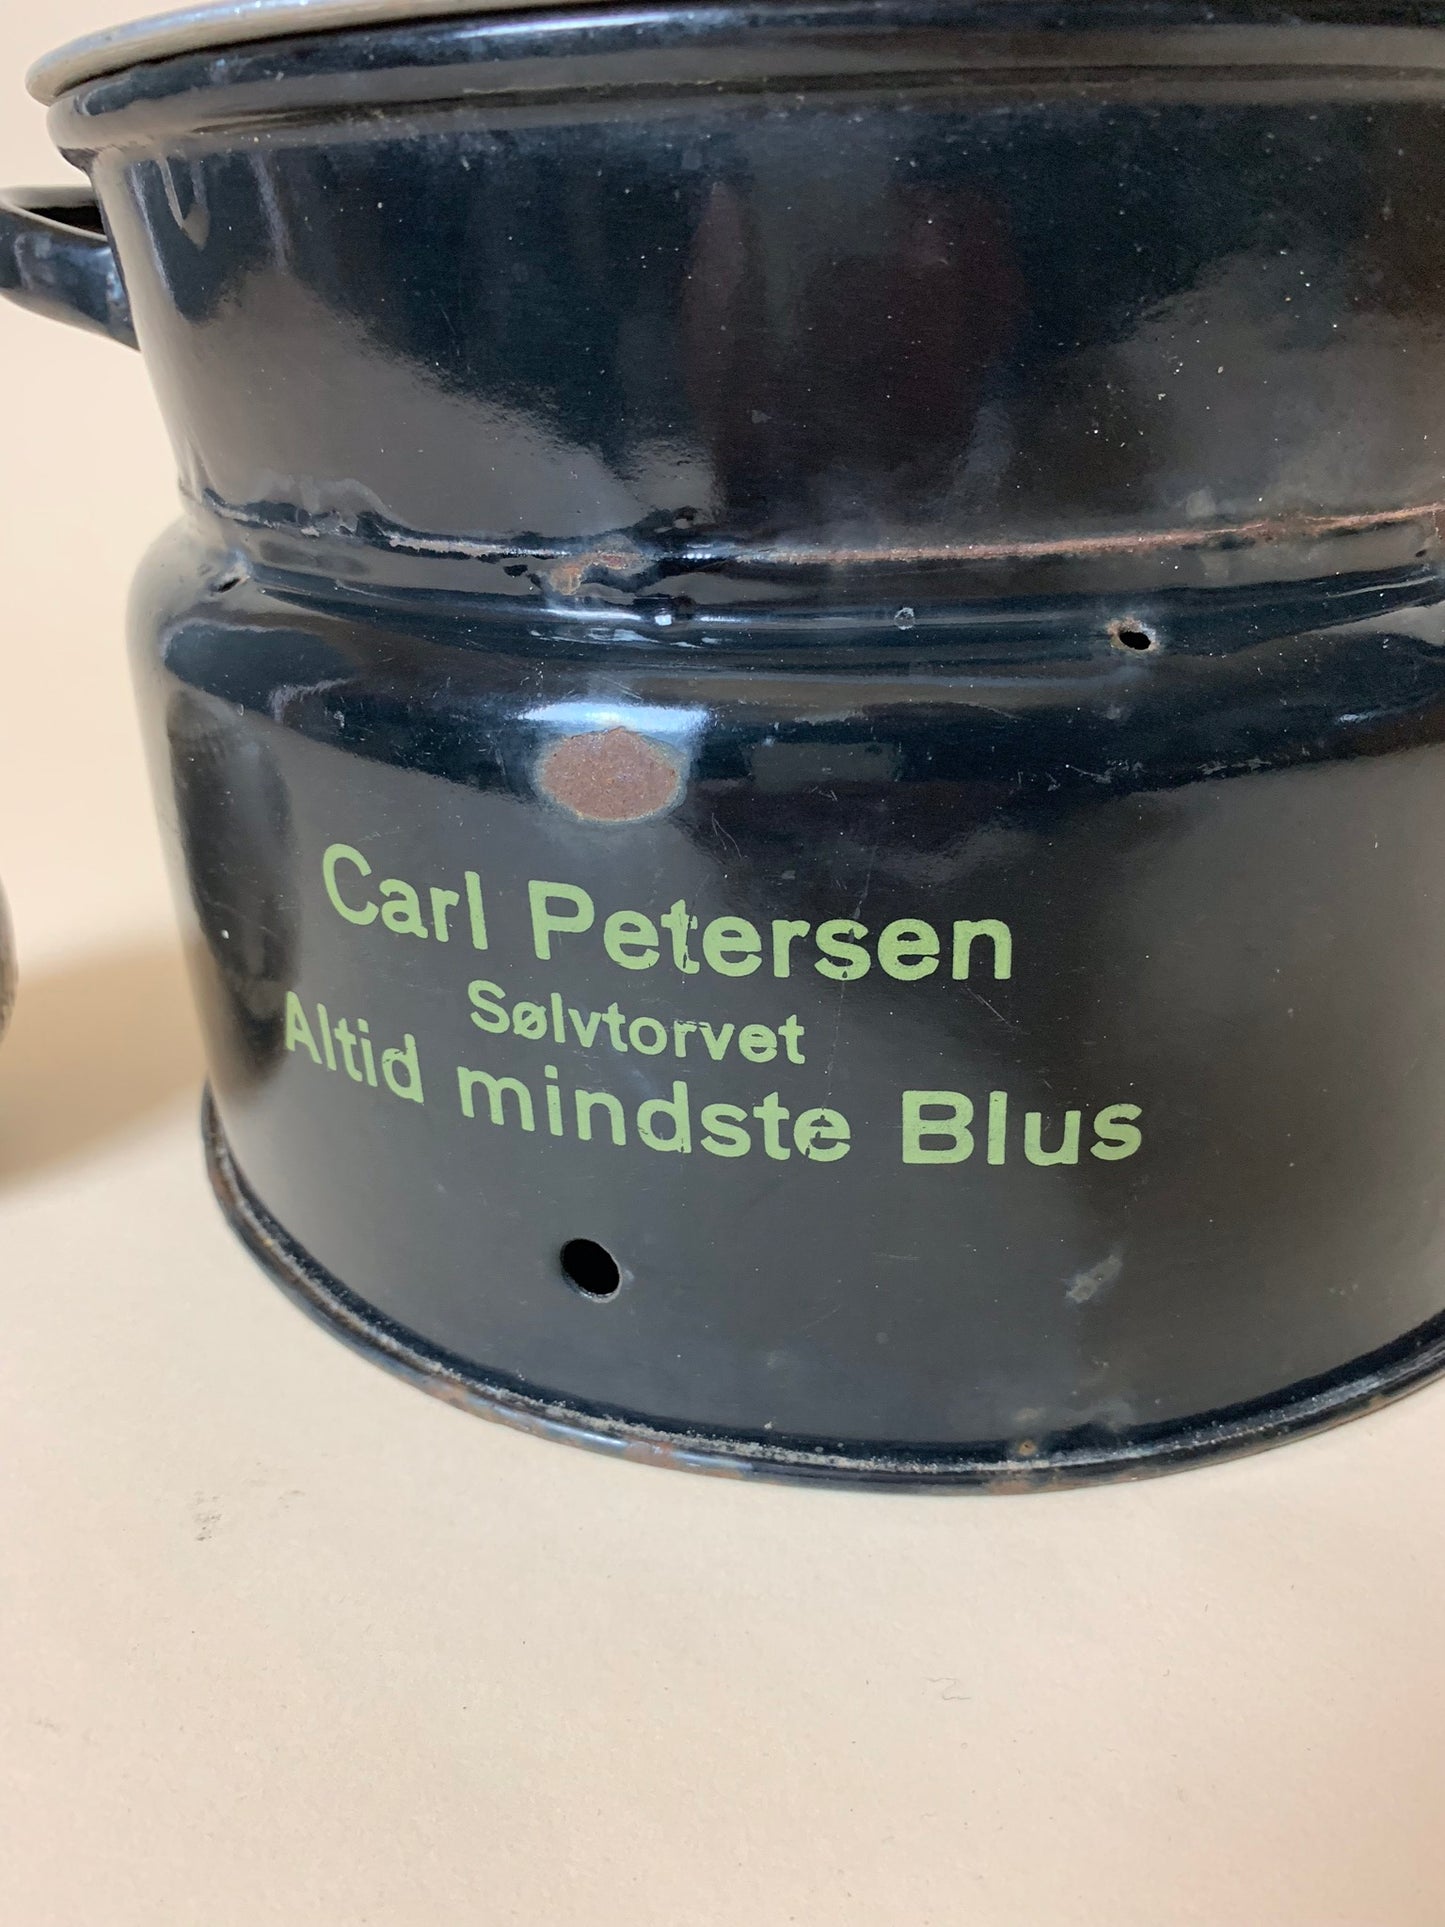 Carl Petersen
Sølvtorvet
Altid mindste Blus